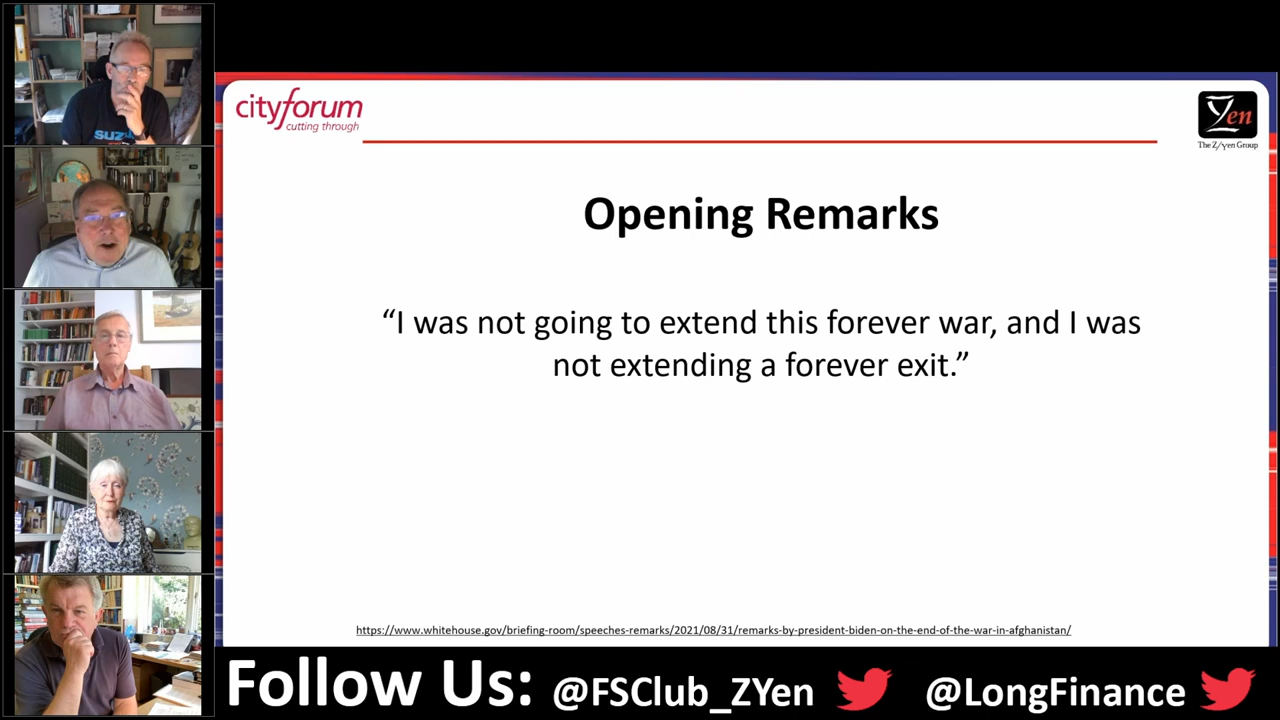 SUZ
cityforum
cutting through
Zyen
The Z/Yen Group
Opening Remarks
“I was not going to extend this forever war, and I was
not extending a forever exit.”
https://www.whitehouse.gov/briefing-room/speeches-remarks/2021/08/31/remarks-by-president-biden-on-the-end-of-the-war-in-afghanistan/
Follow Us: @FSClub_ZYen @LongFinance